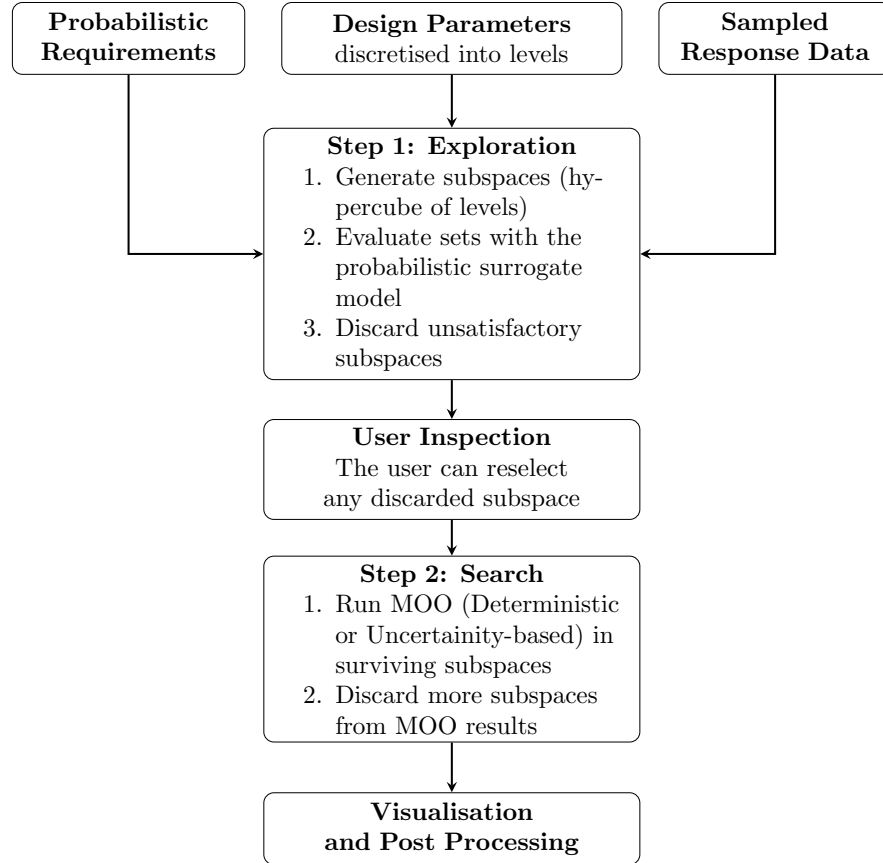 Probabilistic
Requirements
Design Parameters
discretised into levels
Sampled
Response Data
Step 1: Exploration
1. Generate subspaces (hy-
percube of levels)
2. Evaluate sets with the
probabilistic surrogate
model
3. Discard unsatisfactory
subspaces
User Inspection
The user can reselect
any discarded subspace
Step 2: Search
1. Run MOO (Deterministic
or Uncertainity-based) in
surviving subspaces
2. Discard more subspaces
from MOO results
Visualisation
and Post Processing